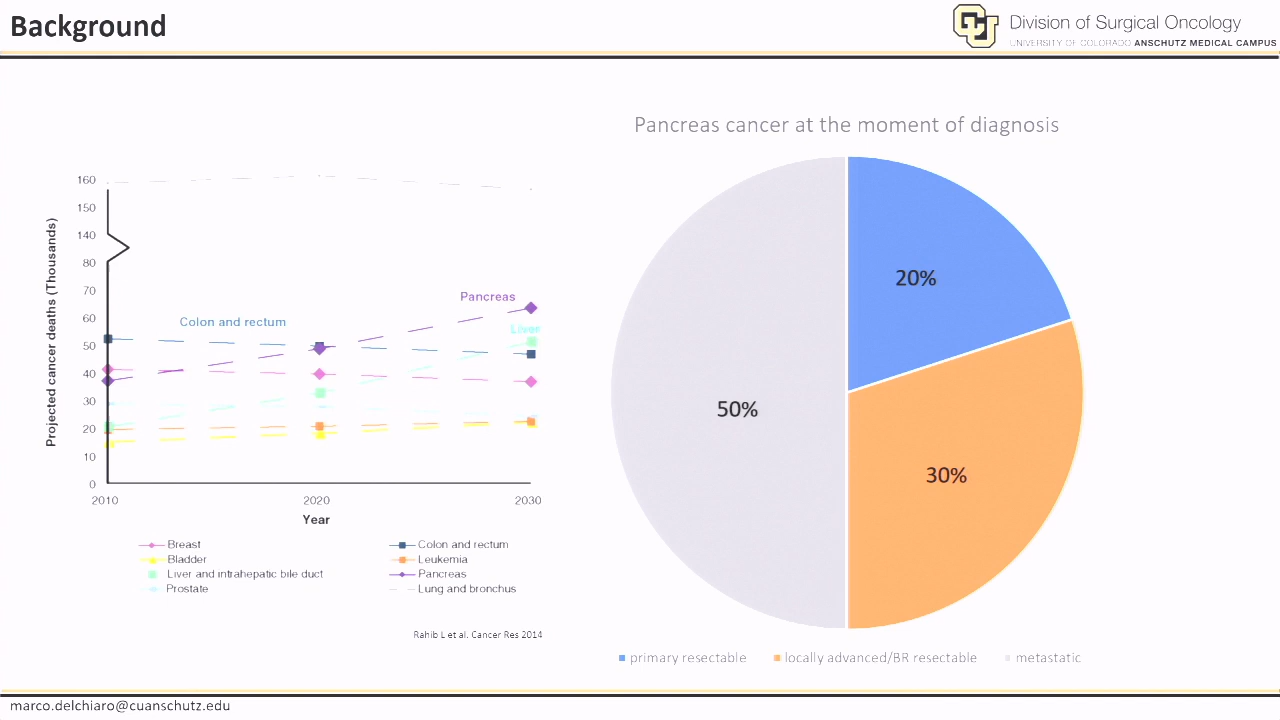 Background
Division of Surgical Oncology
UNIVERSITY OF COLORADO ANSCHUTZ MEDICAL CAMPUS
Projected cancer deaths (Thousands)
160
150
140
80
70
60
50
40
30
20
10
0
Colon and rectum
Pancreas
Liver
2010
2020
2030
Year
Breast
Colon and rectum
Bladder
Leukemia
Liver and intrahepatic bile duct
Pancreas
Prostate
Lung and bronchus
Rahib L et al. Cancer Res 2014
Pancreas cancer at the moment of diagnosis
20%
50%
30%
primary resectable
locally advanced/BR resectable
metastatic
marco.delchiaro@cuanschutz.edu